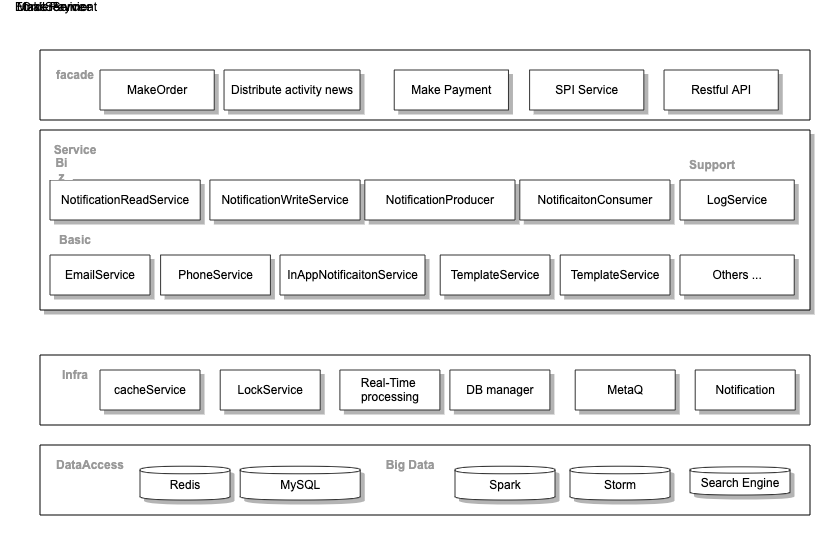 facade
MakeOrder
Distribute activity news
Make Payment
SPI Service
Restful API
Service
Bi
z
Support
NotificationReadService
NotificationWriteService
NotificationProducer
NotificaitonConsumer
LogService
Basic
EmailService
PhoneService
InAppNotificaitonService
TemplateService
TemplateService
Others ...
Infra
cacheService
LockService
Real-Time
processing
DB manager
MetaQ
Notification
DataAccess
Big Data
Redis
MySQL
Spark
Storm
Search Engine